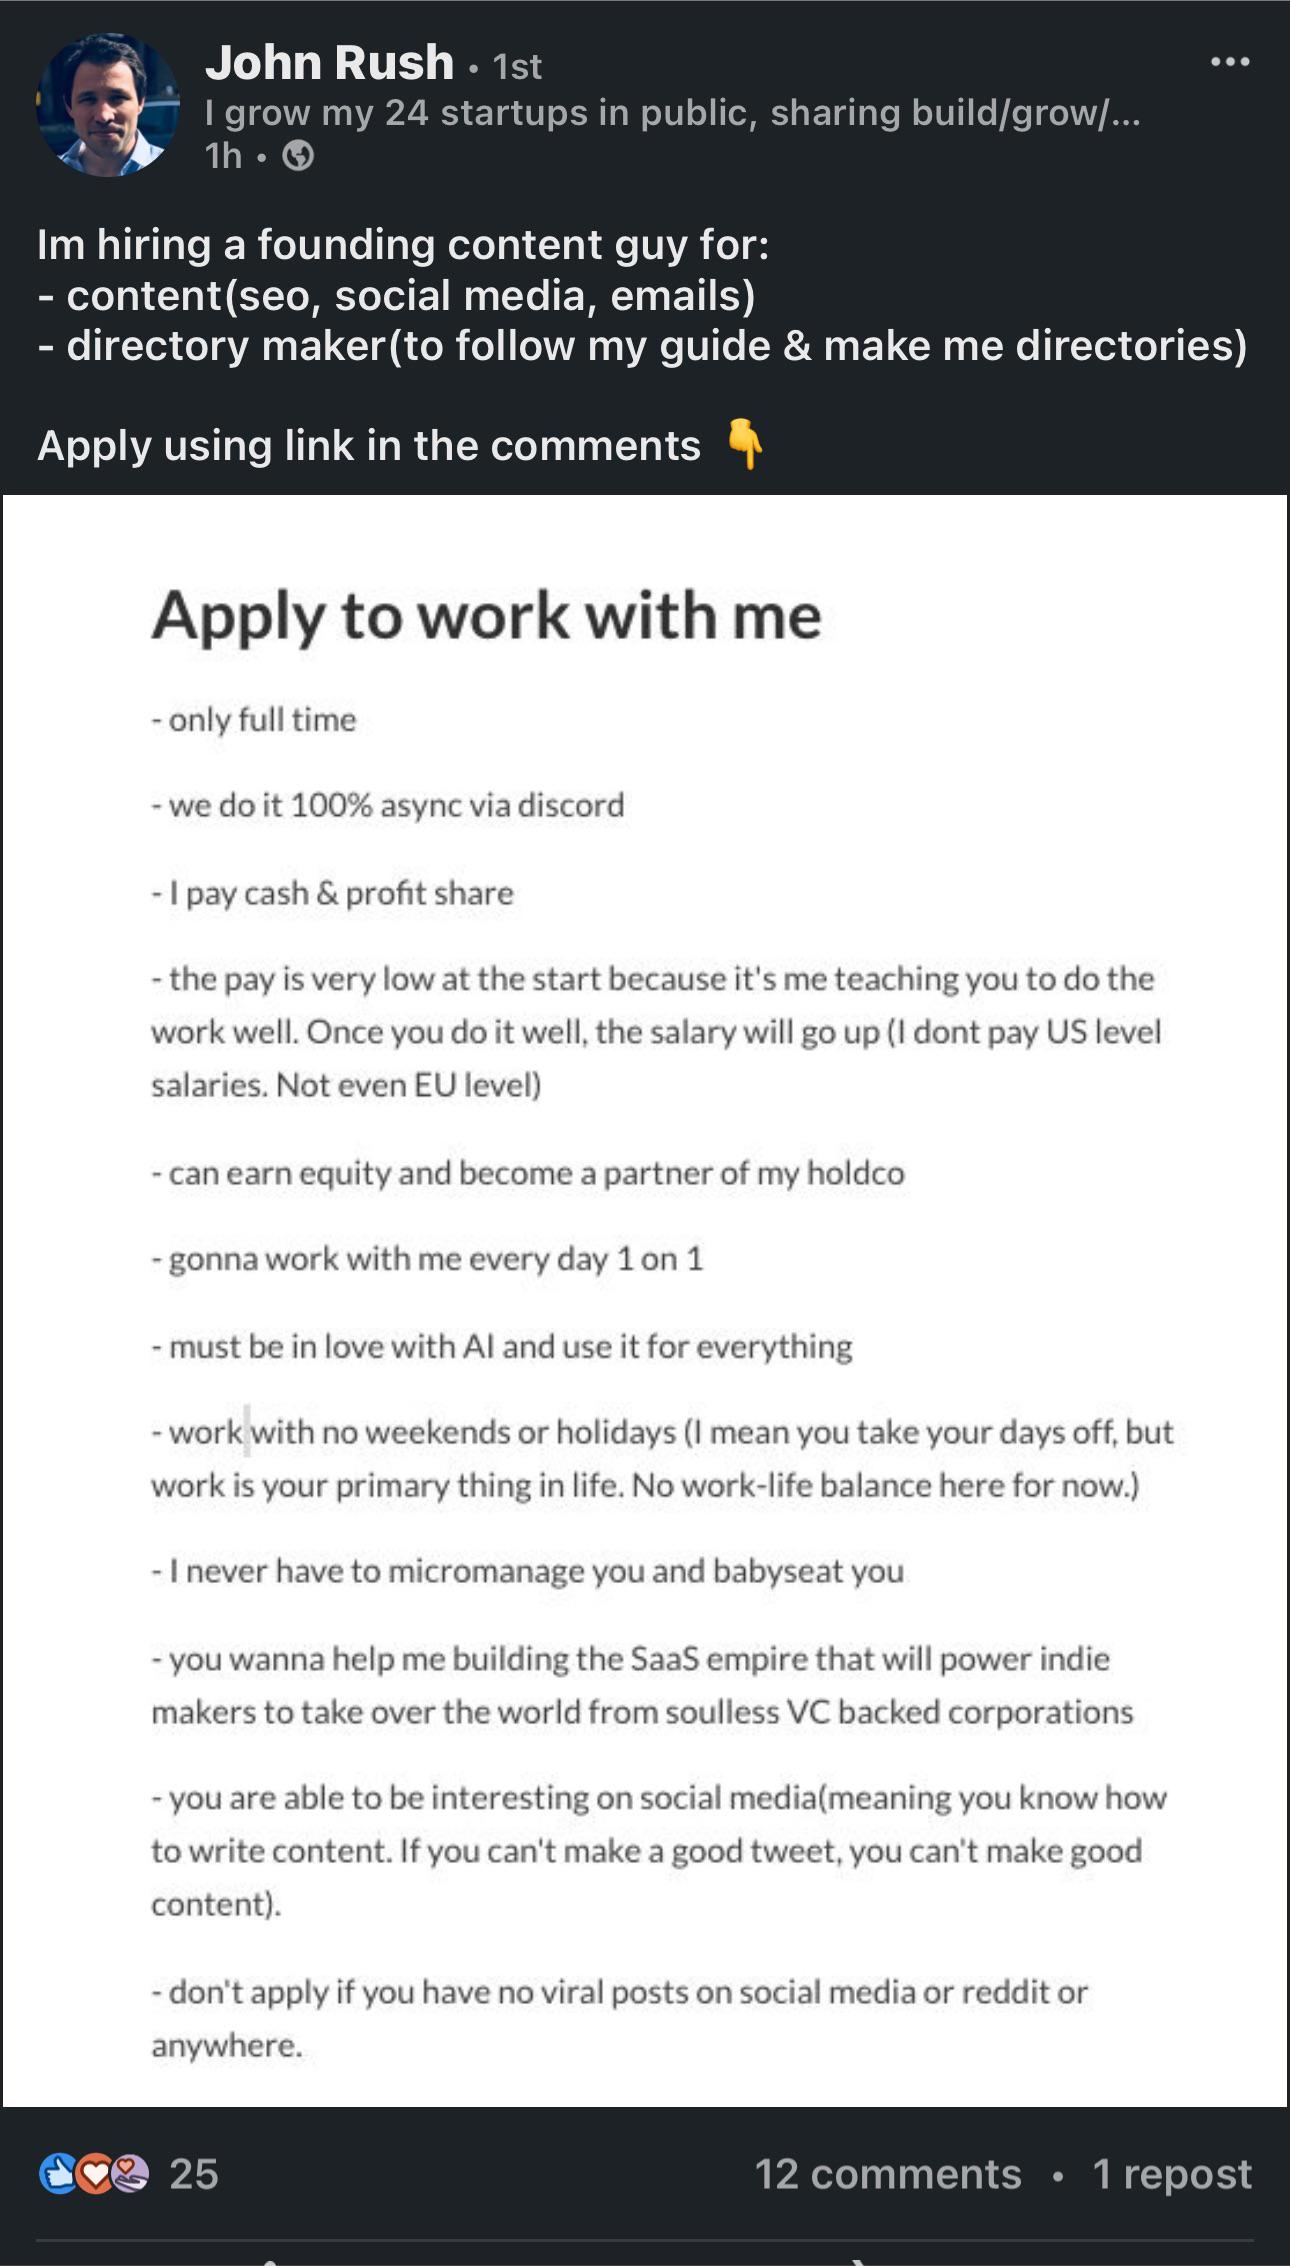 John Rush • 1st
I grow my 24 startups in public, sharing build/grow/...
1h •
Im hiring a founding content guy for:
- content(seo, social media, emails)
- directory maker(to follow my guide & make me directories)
Apply using link in the comments 👇
Apply to work with me
- only full time
- we do it 100% async via discord
- I pay cash & profit share
- the pay is very low at the start because it's me teaching you to do the
work well. Once you do it well, the salary will go up (I dont pay US level
salaries. Not even EU level)
- can earn equity and become a partner of my holdco
- gonna work with me every day 1 on 1
- must be in love with AI and use it for everything
- work with no weekends or holidays (I mean you take your days off, but
work is your primary thing in life. No work-life balance here for now.)
- I never have to micromanage you and babyseat you
- you wanna help me building the SaaS empire that will power indie
makers to take over the world from soulless VC backed corporations
- you are able to be interesting on social media(meaning you know how
to write content. If you can't make a good tweet, you can't make good
content).
- don't apply if you have no viral posts on social media or reddit or
anywhere.
25
12 comments • 1 repost